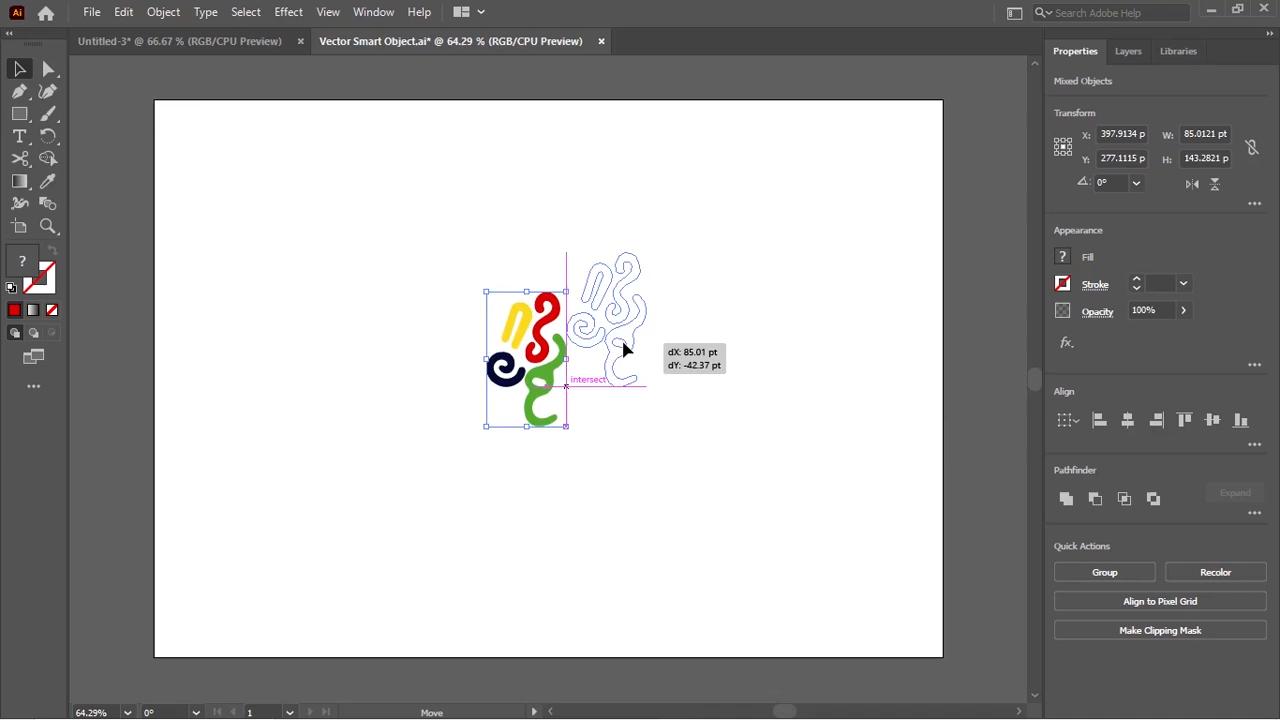 Ai File Edit Object Type Select Effect View Window Help Search Adobe Help
Untitled-3* @ 66.67 % (RGB/CPU Preview) × Vector Smart Object.ai* @ 64.29 % (RGB/CPU Preview) ×
Properties Layers Libraries
Mixed Objects
Transform
X: 397.9134 p W: 85.0121 pt
Y: 277.1115 p H: 143.2821 p
0°
Appearance
? Fill
Stroke
Opacity 100%
fx
?
dX: 85.01 pt
dY: -42.37 pt
intersect
Align
Pathfinder
Expand
Quick Actions
Group Recolor
Align to Pixel Grid
Make Clipping Mask
64.29% 0° 1 Move